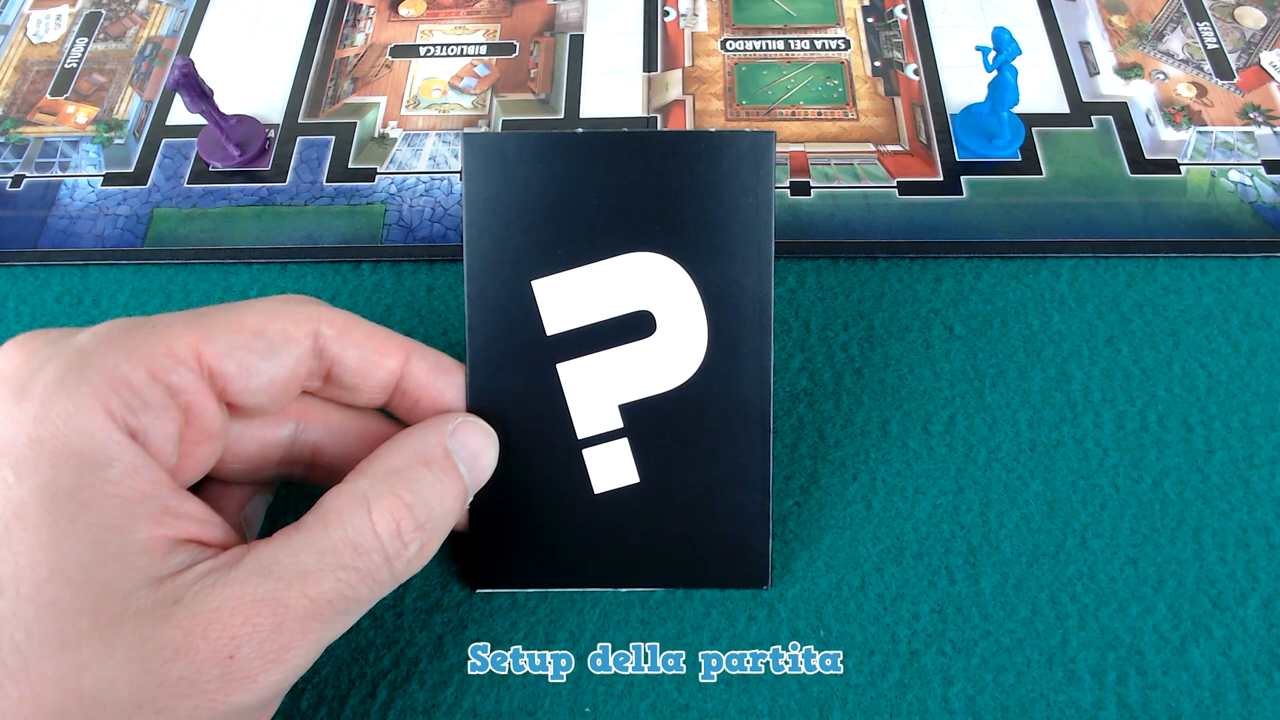 STUDIO
BIBLIOTECA
SALA DEL BILIARDO
SERRA
?
Setup della partita